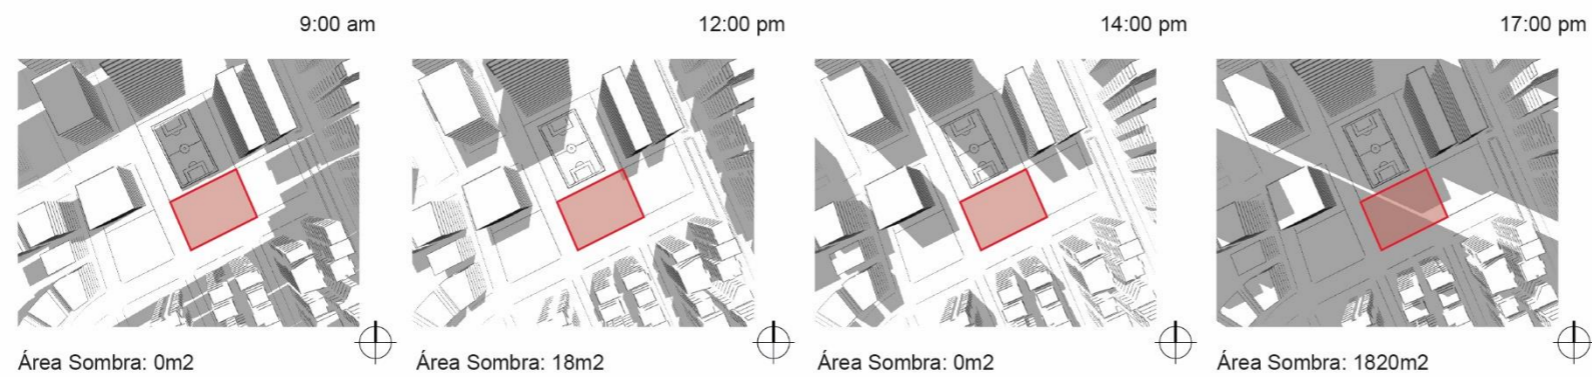 9:00 am
12:00 pm
14:00 pm
17:00 pm
Área Sombra: 0m2
Área Sombra: 18m2
Área Sombra: 0m2
Área Sombra: 1820m2